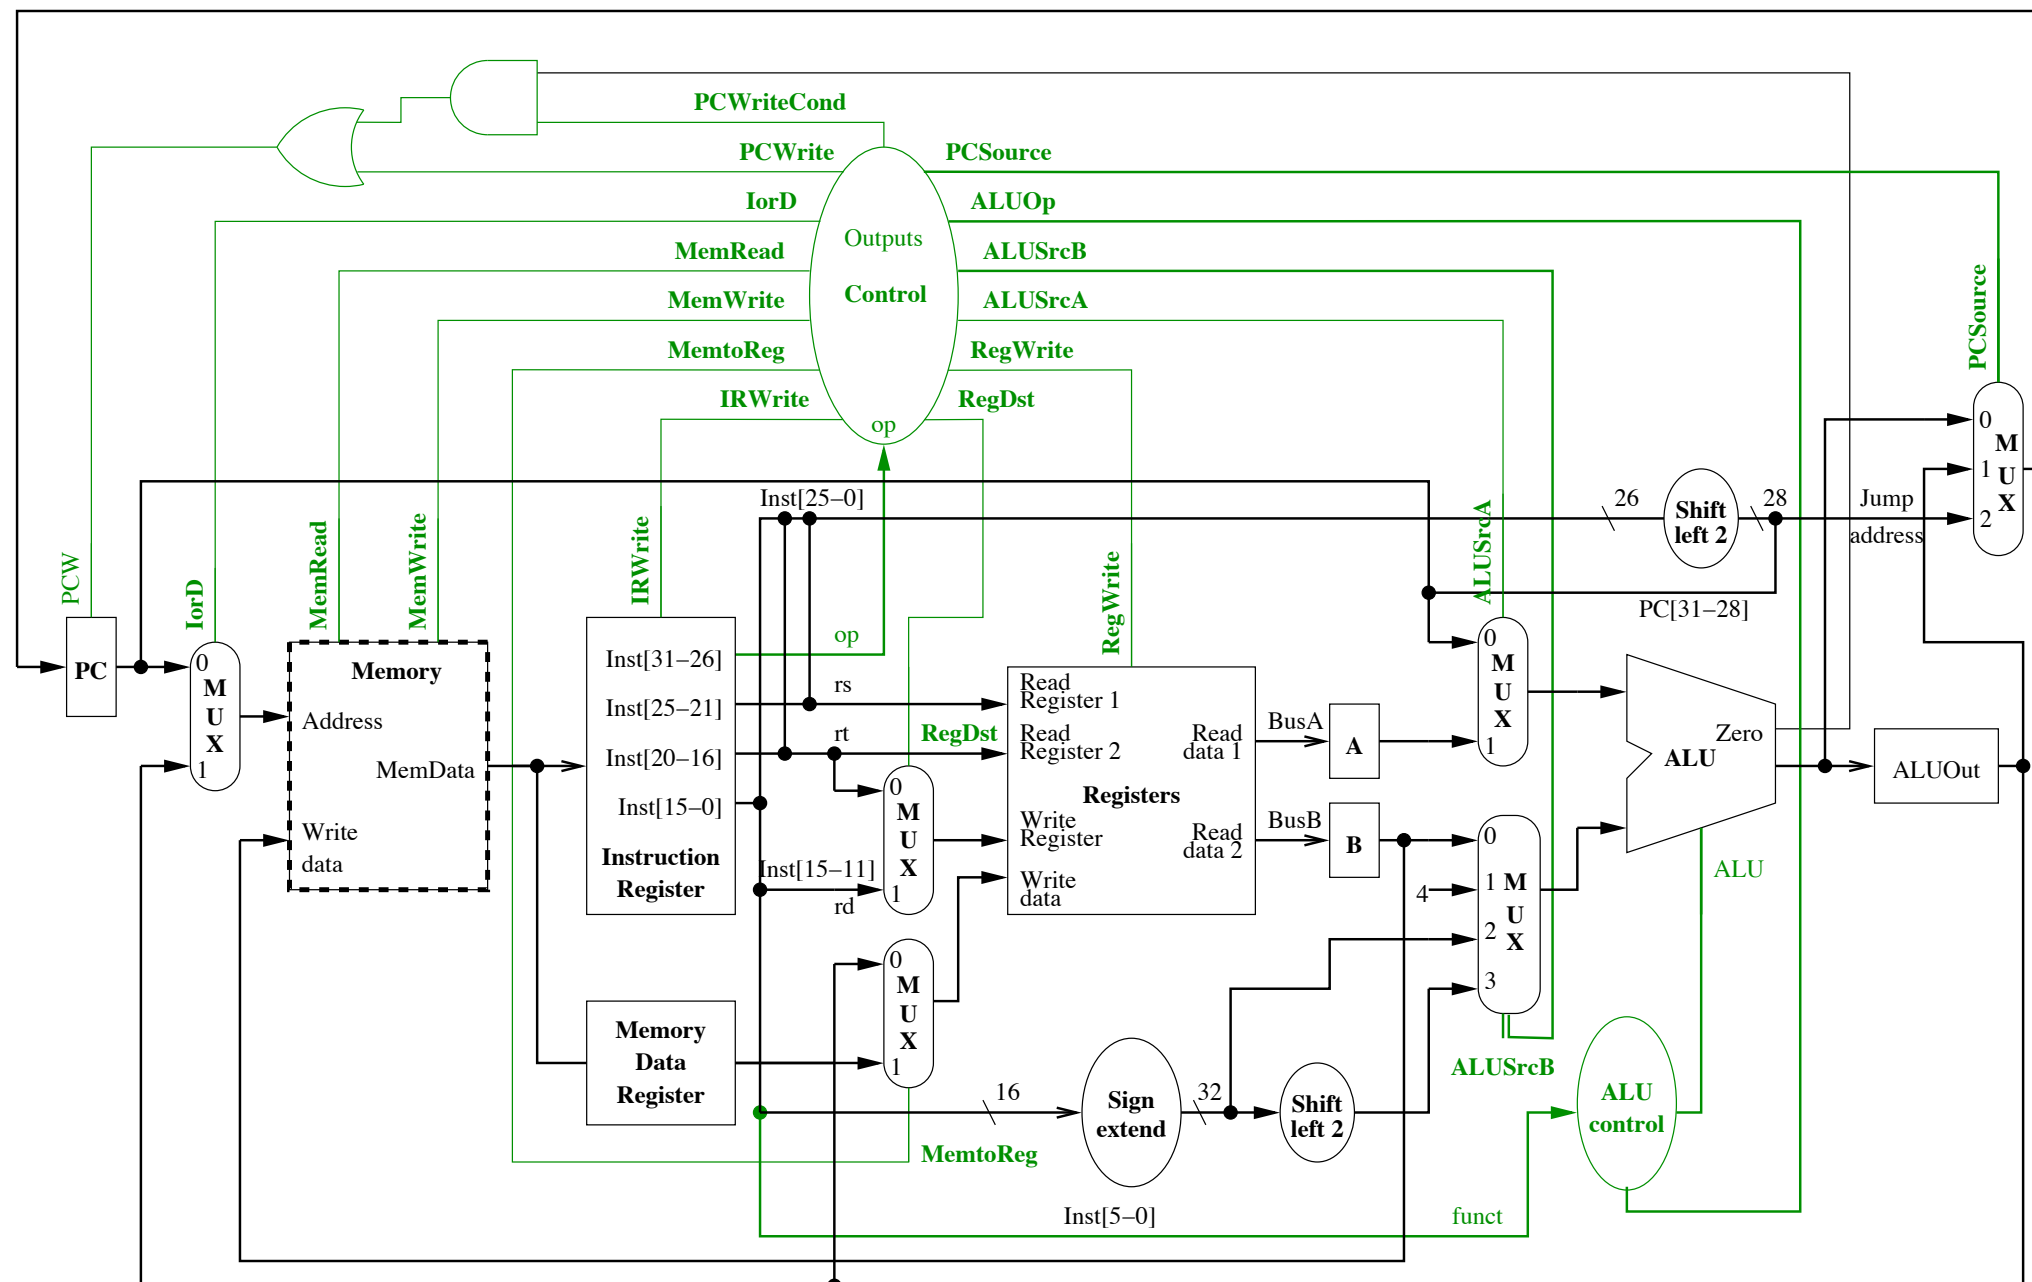 PCWriteCond
PCWrite
PCSource
IorD
ALUOp
Outputs
MemRead
ALUSrcB
Control
MemWrite
ALUSrcA
MemtoReg
RegWrite
IRWrite
RegDst
op
PCSource
0
M
1
U
X
2
Inst[25–0]
26
Shift
left 2
28
Jump
address
PC[31–28]
PCW
IorD
MemRead
MemWrite
IRWrite
RegWrite
ALUSrcA
PC
0
M
U
X
1
Memory
Address
MemData
Write
data
Inst[31–26]
Inst[25–21]
Inst[20–16]
Inst[15–0]
Instruction
Register
op
rs
rt
RegDst
0
M
U
X
1
Inst[15–11]
rd
Read
Register 1
Read
Register 2
Read
data 1
Registers
Write
Register
Read
data 2
Write
data
BusA
A
BusB
B
0
M
U
X
1
0
4
1
M
U
2
X
3
ALUSrcB
Zero
ALU
ALU
ALUOut
Memory
Data
Register
0
M
U
X
1
MemtoReg
16
Sign
extend
32
Shift
left 2
ALU
control
Inst[5–0]
funct